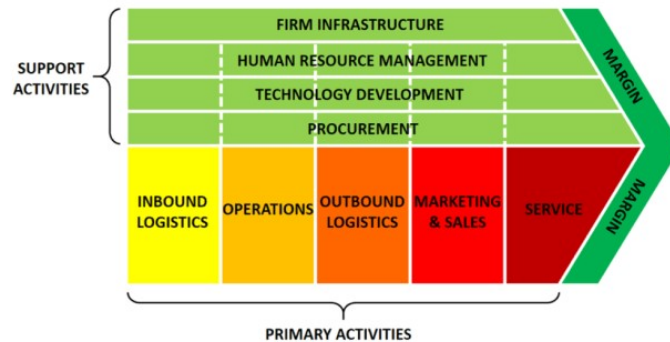 FIRM INFRASTRUCTURE
HUMAN RESOURCE MANAGEMENT
TECHNOLOGY DEVELOPMENT
PROCUREMENT
SUPPORT
ACTIVITIES
MARGIN
MARGIN
INBOUND
LOGISTICS
OPERATIONS
OUTBOUND
LOGISTICS
MARKETING
& SALES
SERVICE
PRIMARY ACTIVITIES